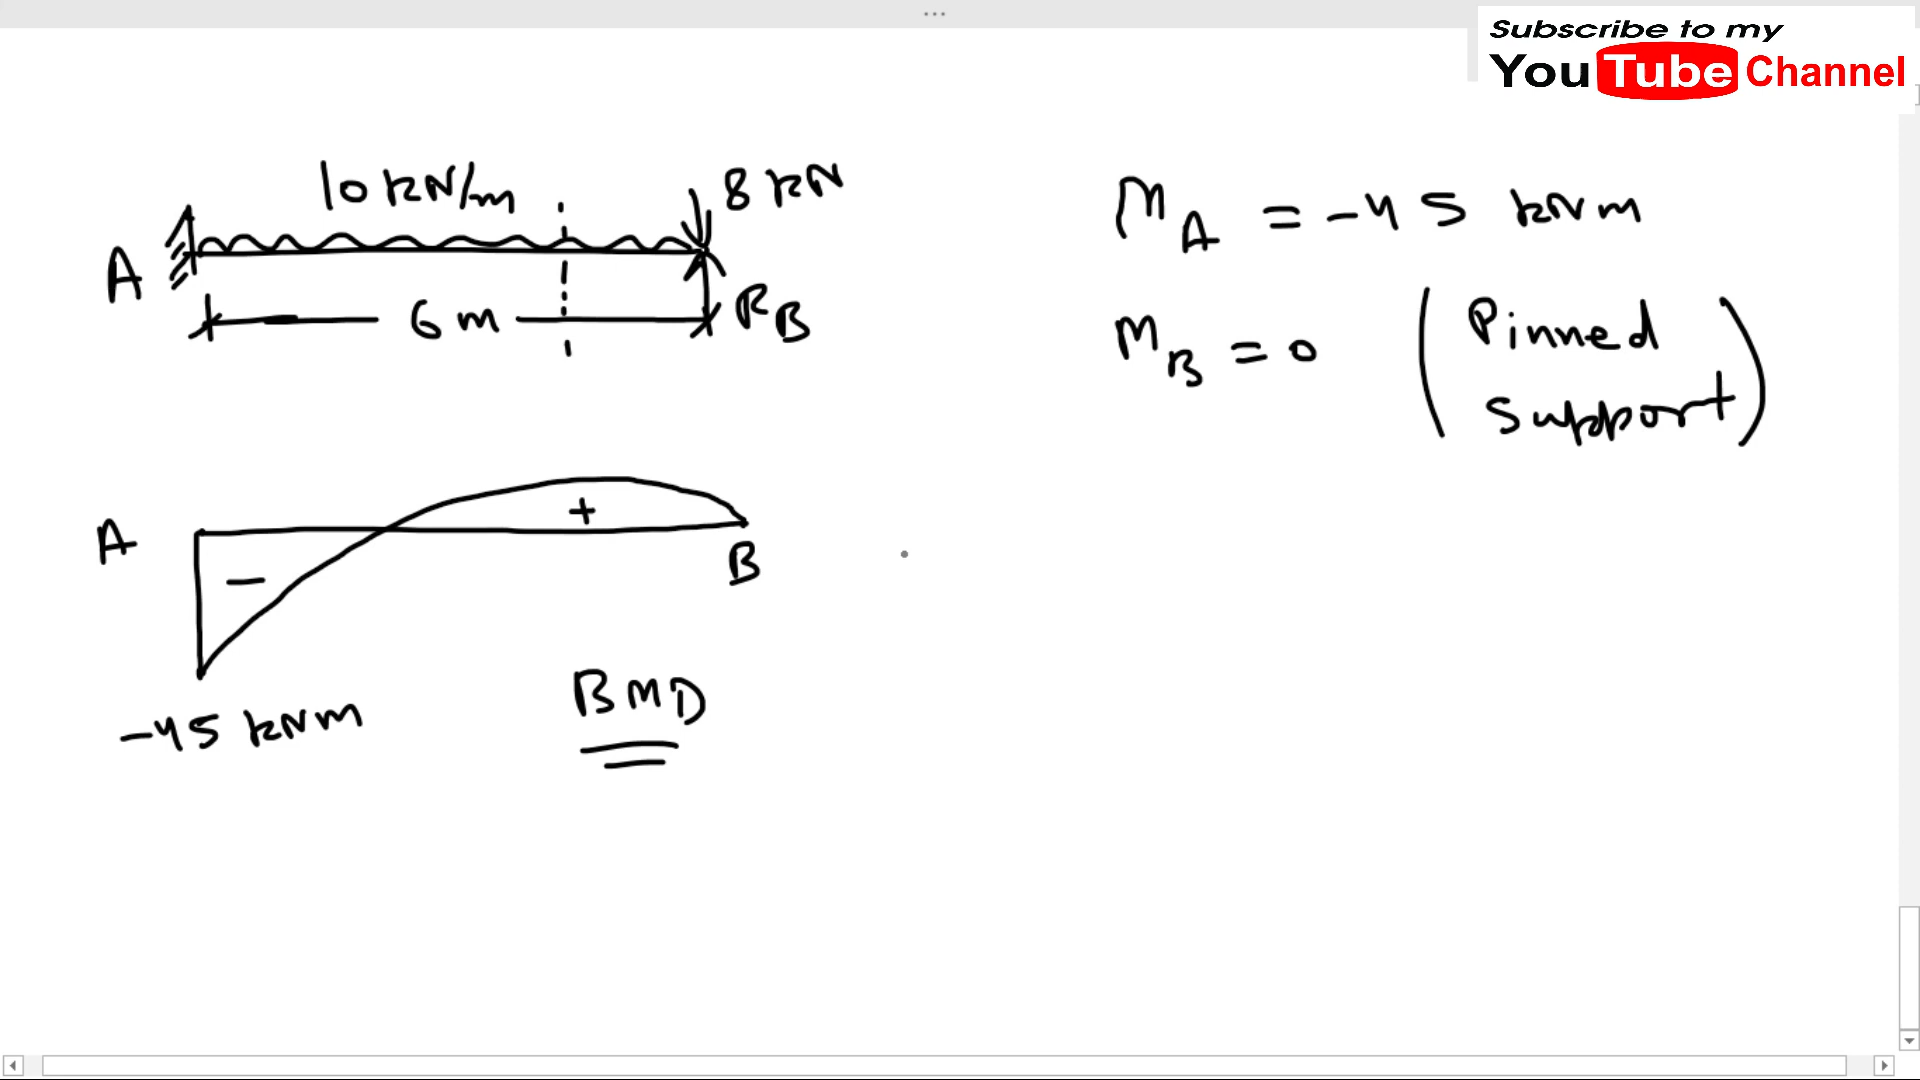 Subscribe to my
YouTube Channel
10 kN/m
8 kN
A
6 m
RB
MA = -45 kNm
MB = 0 (Pinned
Support)
A
+
-
B
-45 kNm
BMD